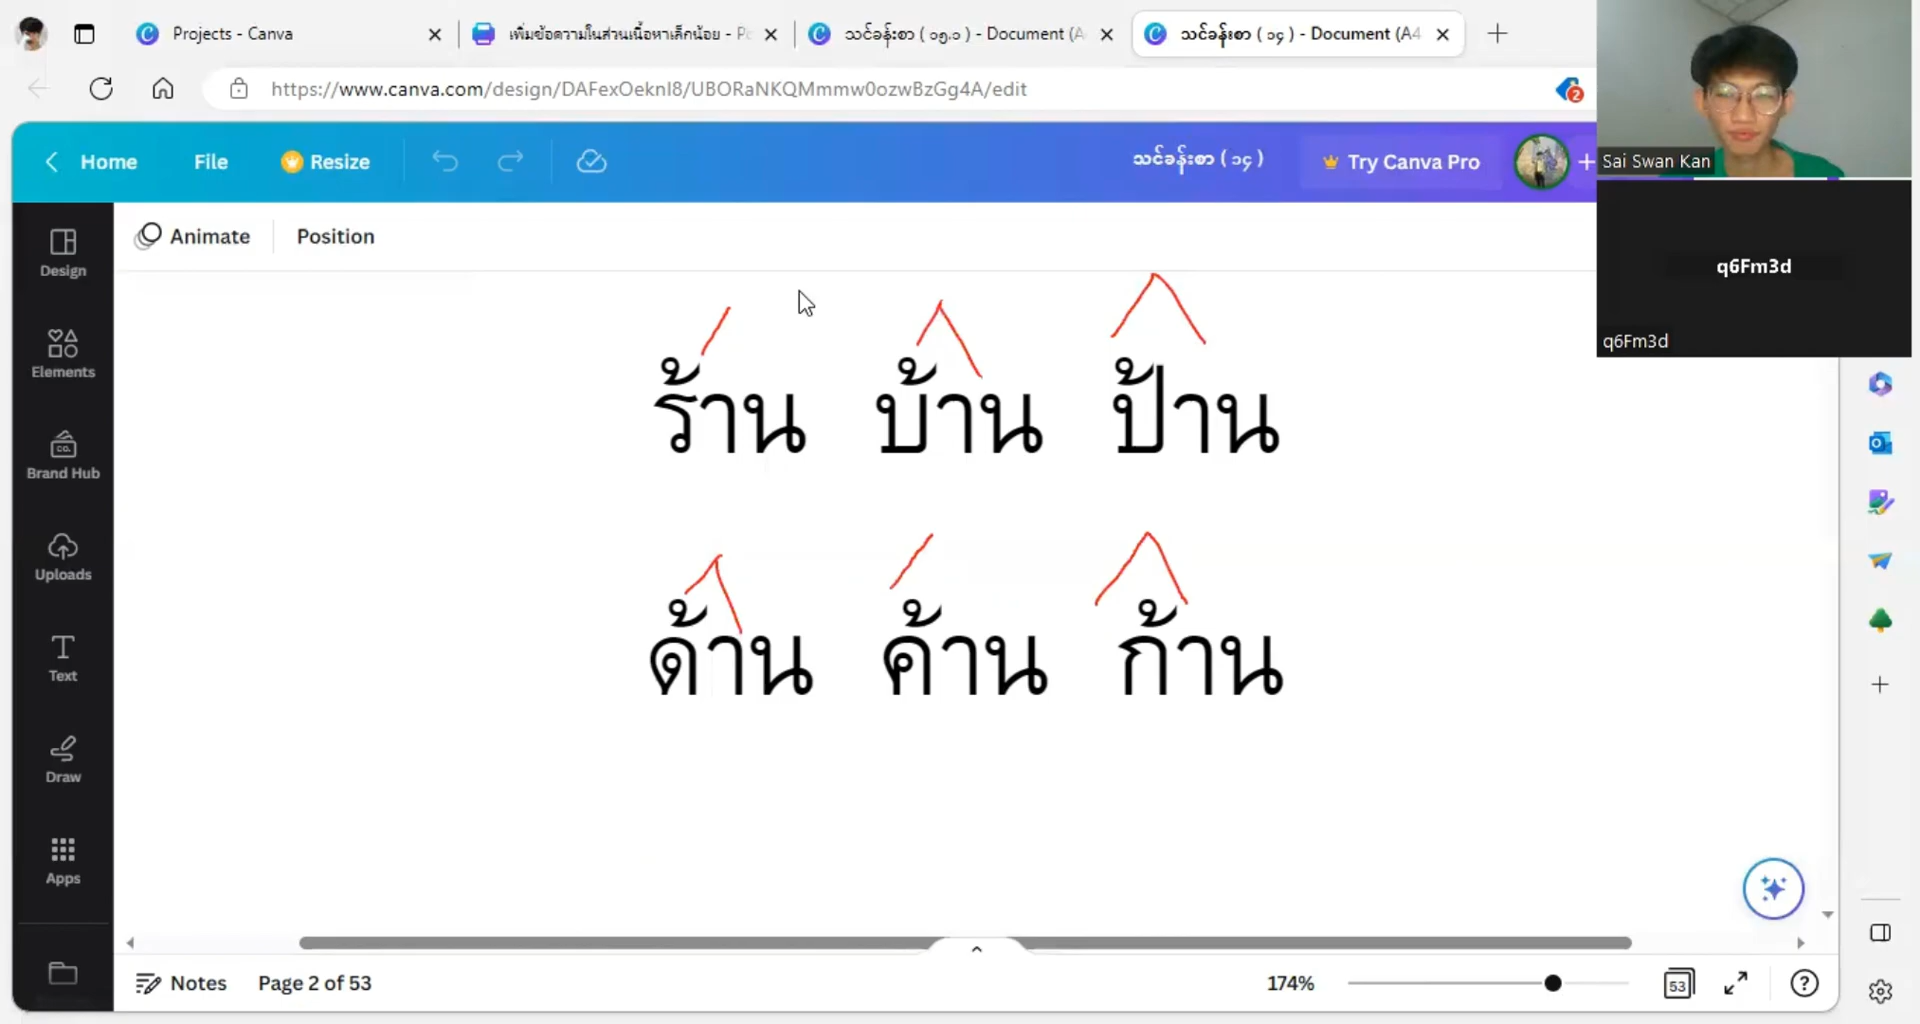 Projects - Canva
เพิ่มข้อความในส่วนเนื้อหาเล็กน้อย - Po
သင်ခန်းစာ ( ၁၅.၁ ) - Document (A
သင်ခန်းစာ ( ၁၄ ) - Document (A4
https://www.canva.com/design/DAFexOeknI8/UBORaNKQMmmw0ozwBzGg4A/edit
2
Home File Resize သင်ခန်းစာ ( ၁၄ ) Try Canva Pro
Sai Swan Kan
q6Fm3d
q6Fm3d
Animate Position
Design
Elements
Brand Hub
Uploads
Text
Draw
Apps
ร้าน บ้าน ป้าน
ด้าน ค้าน ก้าน
Notes Page 2 of 53 174% 53